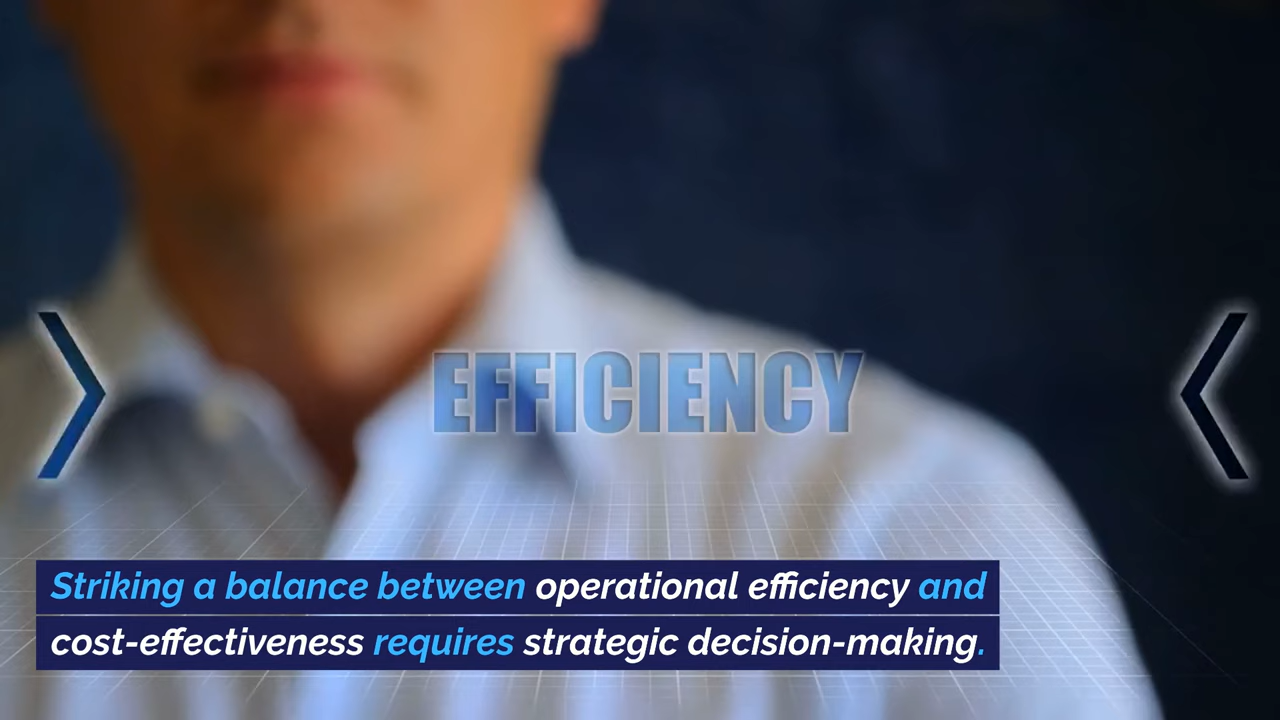 EFFICIENCY
Striking a balance between operational efficiency and
cost-effectiveness requires strategic decision-making.